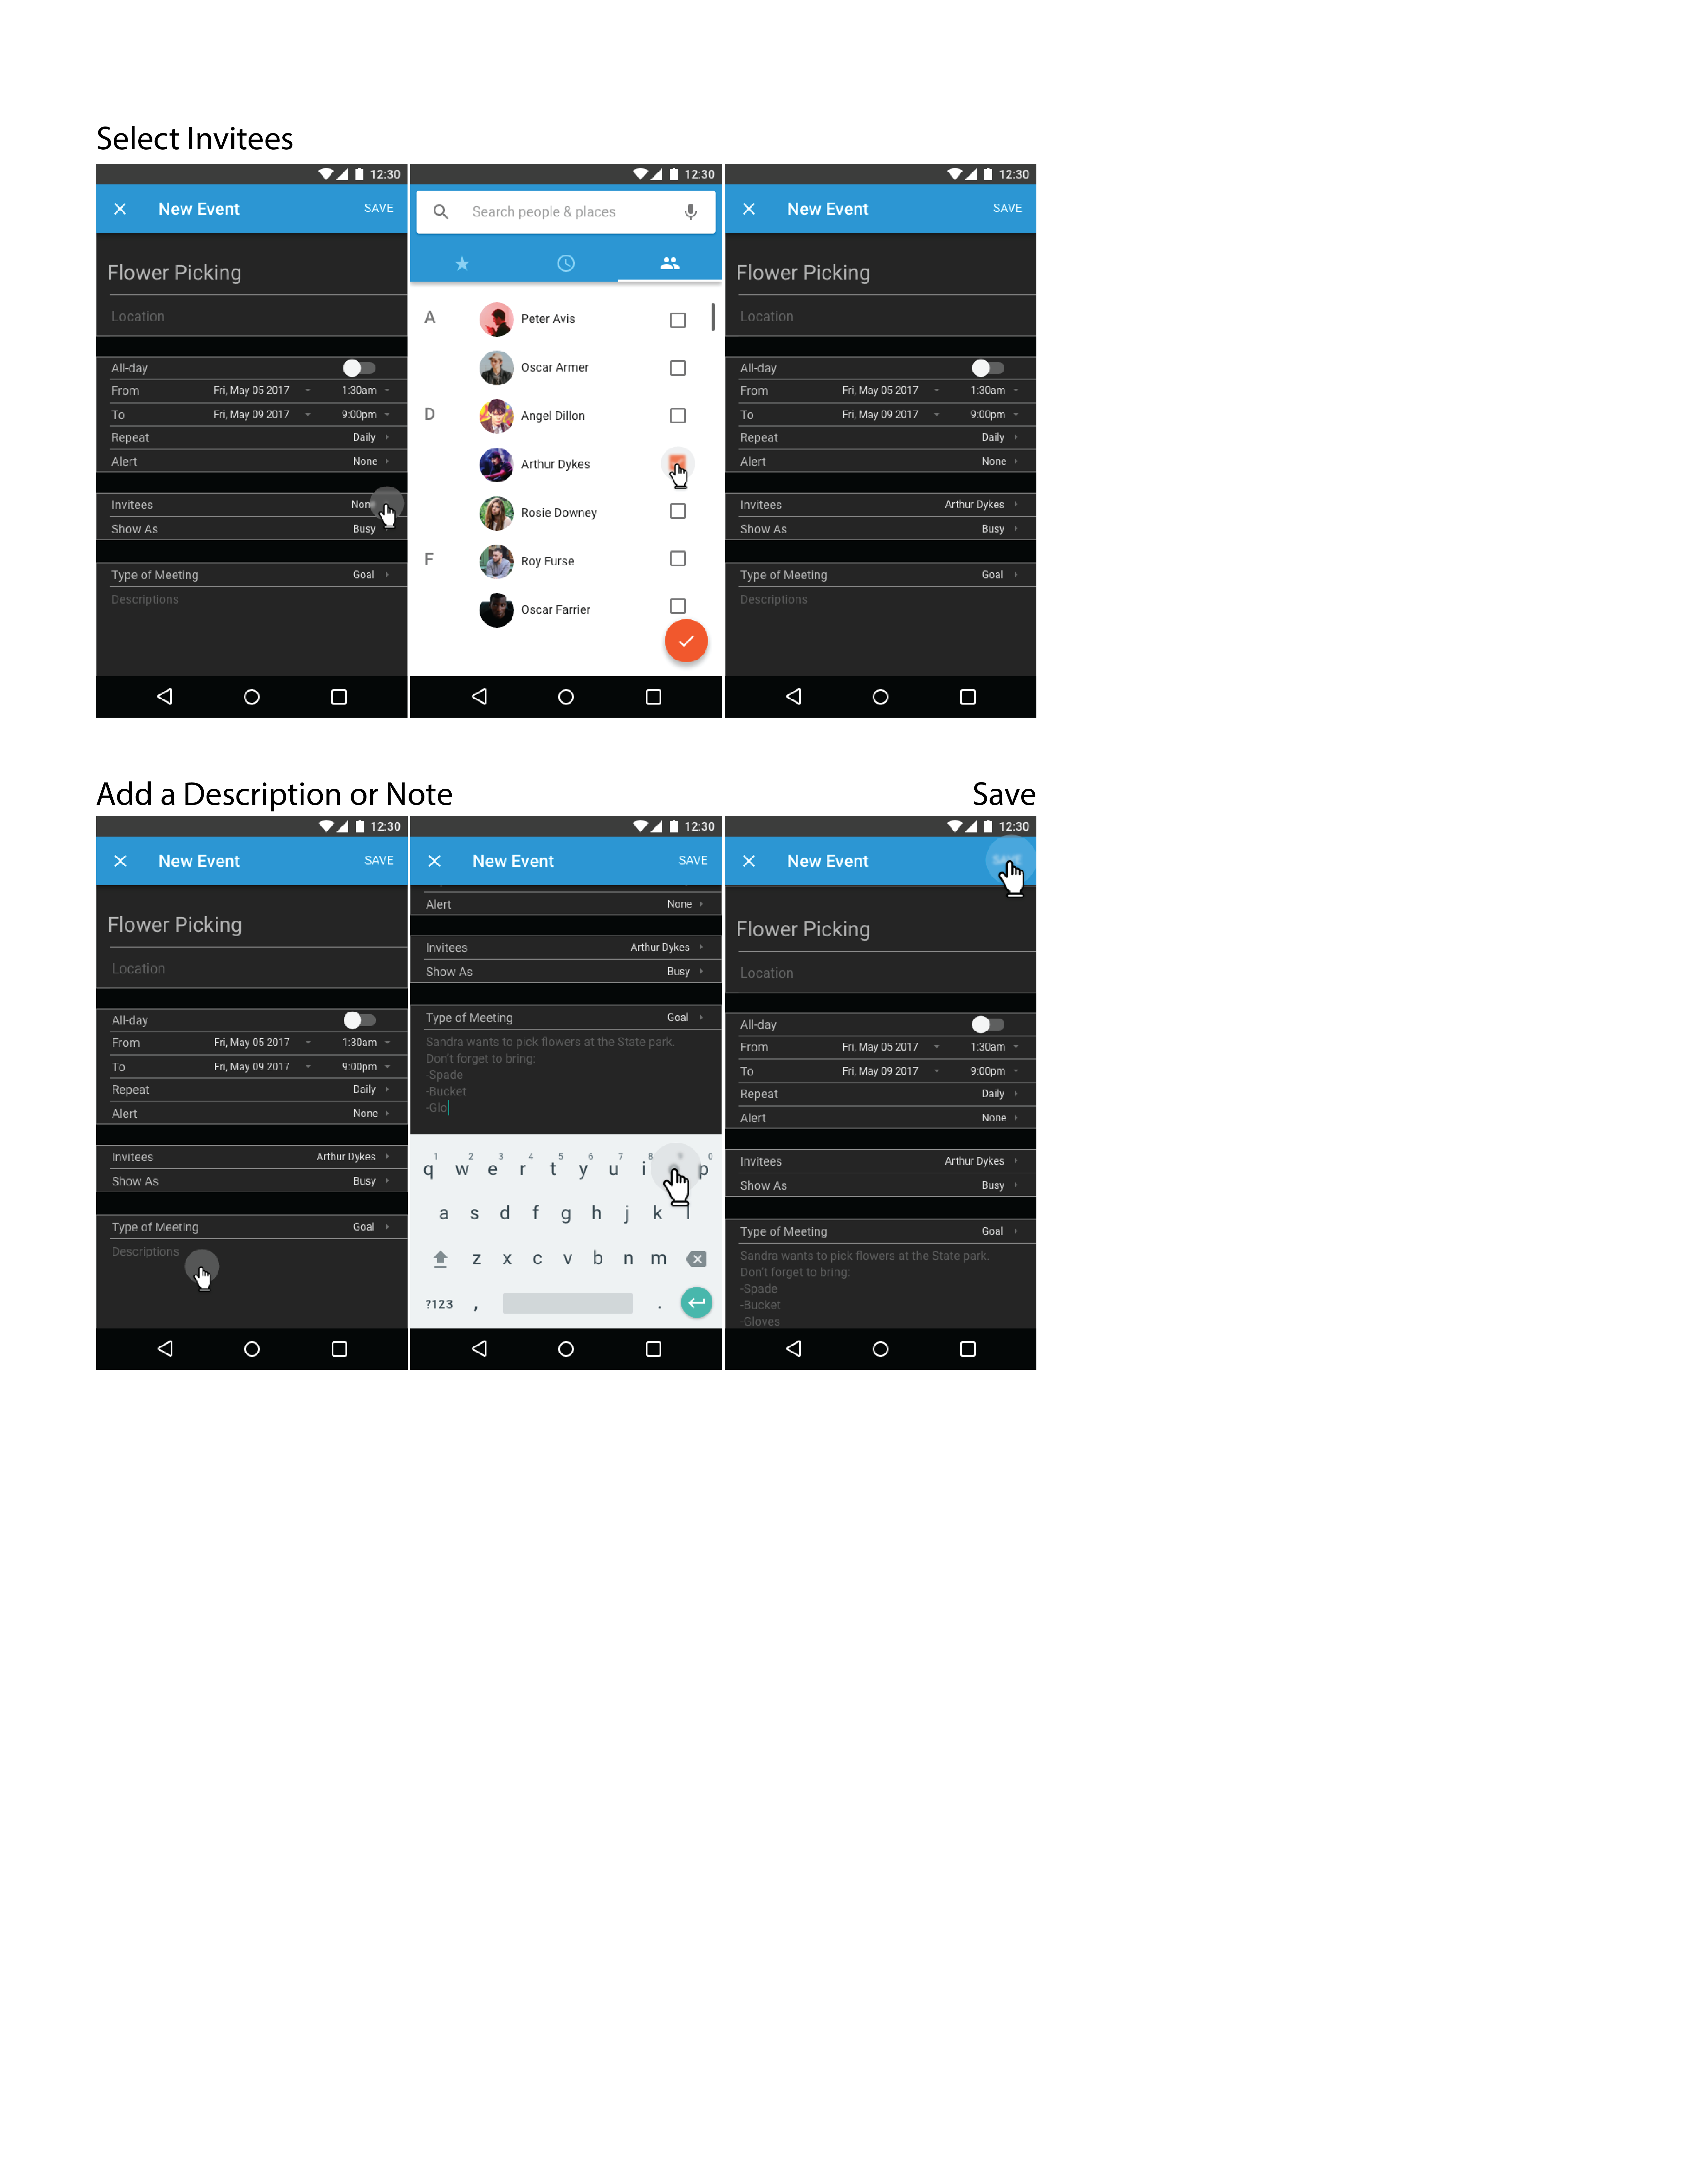 Select Invitees
12:30
New Event SAVE
Flower Picking
Location
All-day
From Fri, May 05 2017 1:30am
To Fri, May 09 2017 9:00pm
Repeat Daily
Alert None
Invitees None
Show As Busy
Type of Meeting Goal
Descriptions
12:30
Search people & places
A Peter Avis
Oscar Armer
D Angel Dillon
Arthur Dykes
Rosie Downey
F Roy Furse
Oscar Farrier
12:30
New Event SAVE
Flower Picking
Location
All-day
From Fri, May 05 2017 1:30am
To Fri, May 09 2017 9:00pm
Repeat Daily
Alert None
Invitees Arthur Dykes
Show As Busy
Type of Meeting Goal
Descriptions
Add a Description or Note
Save
12:30
New Event SAVE
Flower Picking
Location
All-day
From Fri, May 05 2017 1:30am
To Fri, May 09 2017 9:00pm
Repeat Daily
Alert None
Invitees Arthur Dykes
Show As Busy
Type of Meeting Goal
Descriptions
12:30
New Event SAVE
Alert None
Invitees Arthur Dykes
Show As Busy
Type of Meeting Goal
Sandra wants to pick flowers at the State park.
Don't forget to bring:
-Spade
-Bucket
-Glo
1 2 3 4 5 6 7 8 9 0
q w e r t y u i p
a s d f g h j k l
z x c v b n m
?123 , .
12:30
New Event SAVE
Flower Picking
Location
All-day
From Fri, May 05 2017 1:30am
To Fri, May 09 2017 9:00pm
Repeat Daily
Alert None
Invitees Arthur Dykes
Show As Busy
Type of Meeting Goal
Sandra wants to pick flowers at the State park.
Don't forget to bring:
-Spade
-Bucket
-Gloves